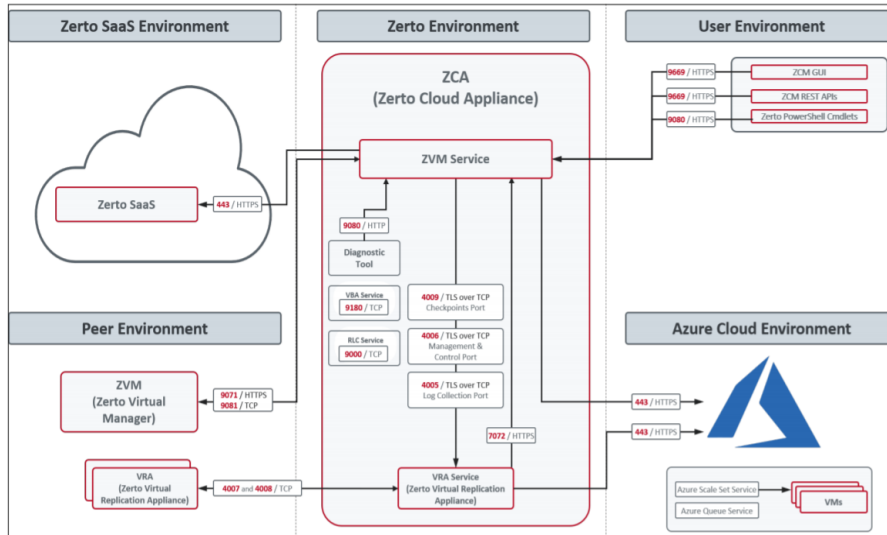 Zerto SaaS Environment
Zerto Environment
User Environment
ZCA
(Zerto Cloud Appliance)
9669 / HTTPS
ZCM GUI
9669 / HTTPS
ZCM REST APIs
9080 / HTTPS
Zerto PowerShell Cmdlets
ZVM Service
Zerto SaaS
443 / HTTPS
9080 / HTTP
Diagnostic
Tool
VBA Service
9180 / TCP
RLC Service
9000 / TCP
4009 / TLS over TCP
Checkpoints Port
4006 / TLS over TCP
Management &
Control Port
4005 / TLS over TCP
Log Collection Port
7072 / HTTPS
VRA Service
(Zerto Virtual Replication
Appliance)
Peer Environment
ZVM
(Zerto Virtual
Manager)
9071 / HTTPS
9081 / TCP
VRA
(Zerto Virtual
Replication Appliance)
4007 and 4008 / TCP
Azure Cloud Environment
443 / HTTPS
443 / HTTPS
Azure Scale Set Service
Azure Queue Service
VMs